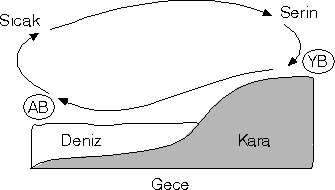 Sıcak
Serin
YB
AB
Deniz
Kara
Gece